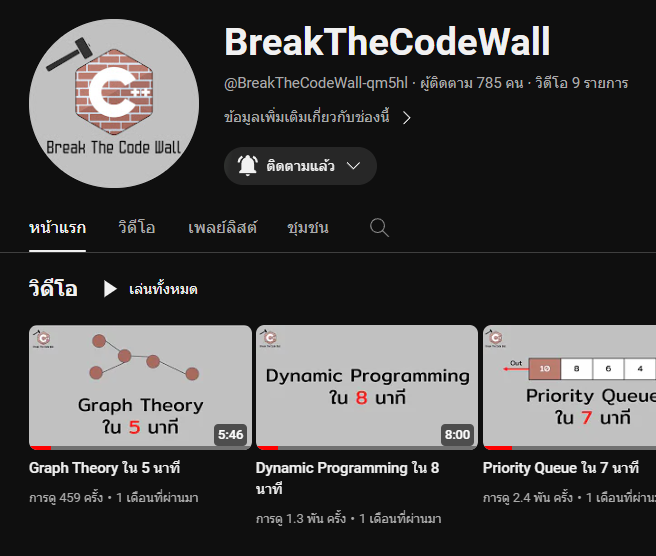 BreakTheCodeWall
@BreakTheCodeWall-qm5hl · ผู้ติดตาม 785 คน · วิดีโอ 9 รายการ
ข้อมูลเพิ่มเติมเกี่ยวกับช่องนี้
ติดตามแล้ว
C++
Break The Code Wall
หน้าแรก วิดีโอ เพลย์ลิสต์ ชุมชน
วิดีโอ เล่นทั้งหมด
Graph Theory
ใน 5 นาที
5:46
Graph Theory ใน 5 นาที
การดู 459 ครั้ง • 1 เดือนที่ผ่านมา
Dynamic Programming
ใน 8 นาที
8:00
Dynamic Programming ใน 8
นาที
การดู 1.3 พัน ครั้ง • 1 เดือนที่ผ่านมา
Out
10 8 6 4
Priority Queue
ใน 7 นาที
Priority Queue ใน 7 นาที
การดู 2.4 พัน ครั้ง • 1 เดือนที่ผ่านมา